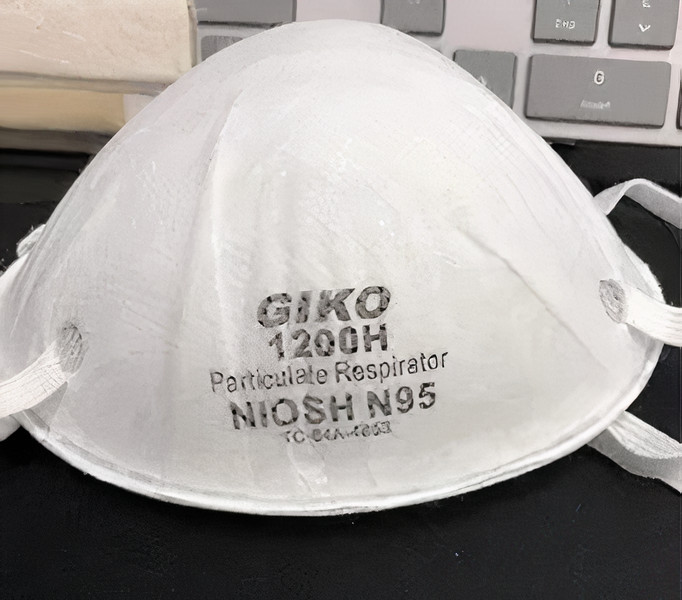 GIKO
1200H
Particulate Respirator
NIOSH N95